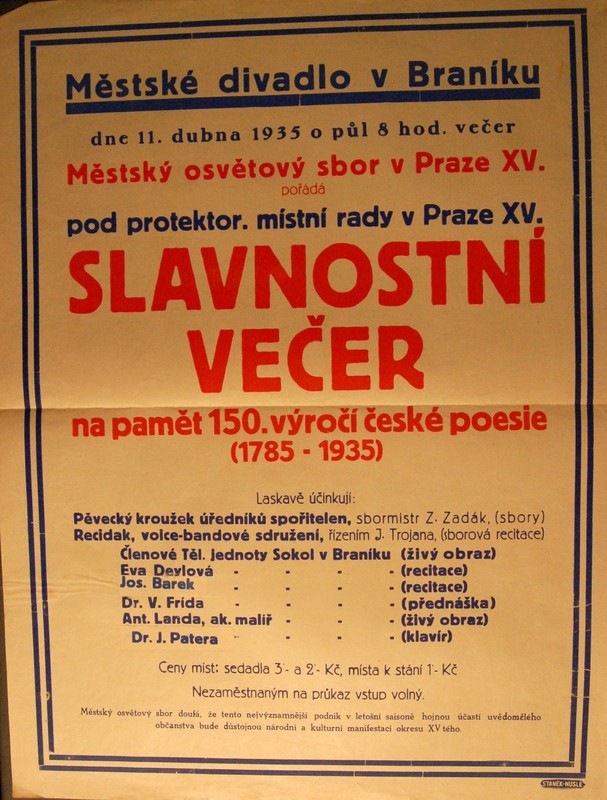 Městské divadlo v Braníku
dne 11. dubna 1935 o půl 8 hod. večer
Městský osvětový sbor v Praze XV.
pořádá
pod protektor. místní rady v Praze XV.
SLAVNOSTNÍ
VEČER
na pamět 150. výročí české poesie
(1785 - 1935)
Laskavě účinkují:
Pěvecký kroužek úředníků spořitelen, sbormistr Z. Zadák, (sbory)
Recidak, voice-bandové sdružení, řízením J. Trojana, (sborová recitace)
Členové Těl. jednoty Sokol v Braníku (živý obraz)
Eva Deylová - - - - (recitace)
Jos. Barek - - - (recitace)
Dr. V. Frída - - - - (přednáška)
Ant. Landa, ak. malíř - - - (živý obraz)
Dr. J. Patera - - - - (klavír)
Ceny míst: sedadla 3·- a 2·- Kč, místa k stání 1·- Kč
Nezaměstnaným na průkaz vstup volný.
Městský osvětový sbor doufá, že tento nejvýznamnější podnik v letošní saisoně hojnou účastí uvědomělého
občanstva bude důstojnou národní a kulturní manifestací okresu XV tého.
STANĚK-NUSLE